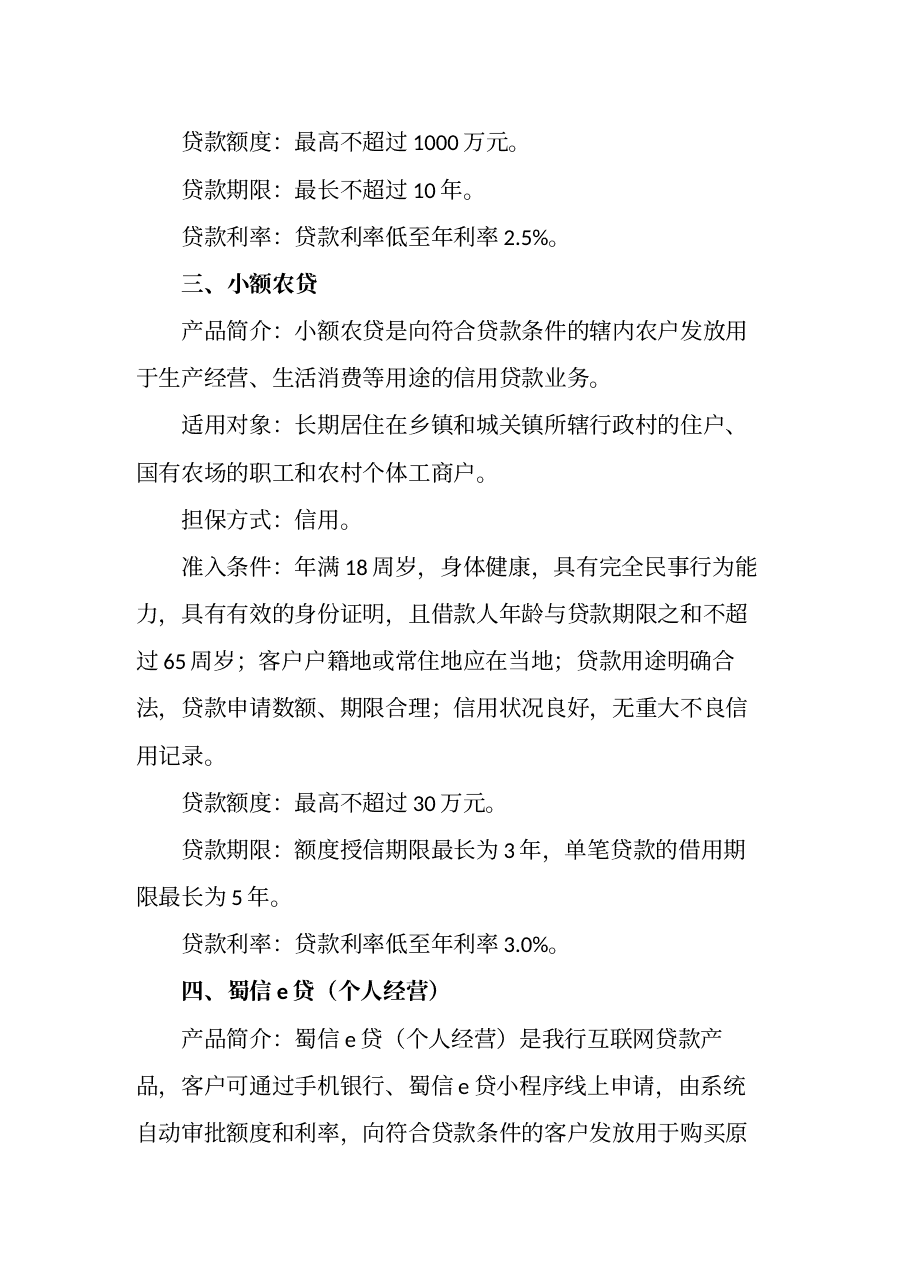 贷款额度：最高不超过 1000 万元。
贷款期限：最长不超过 10 年。
贷款利率：贷款利率低至年利率 2.5%。
三、小额农贷
产品简介：小额农贷是向符合贷款条件的辖内农户发放用
于生产经营、生活消费等用途的信用贷款业务。
适用对象：长期居住在乡镇和城关镇所辖行政村的住户、
国有农场的职工和农村个体工商户。
担保方式：信用。
准入条件：年满 18 周岁，身体健康，具有完全民事行为能
力，具有有效的身份证明，且借款人年龄与贷款期限之和不超
过 65 周岁；客户户籍地或常住地应在当地；贷款用途明确合
法，贷款申请数额、期限合理；信用状况良好，无重大不良信
用记录。
贷款额度：最高不超过 30 万元。
贷款期限：额度授信期限最长为 3 年，单笔贷款的借用期
限最长为 5 年。
贷款利率：贷款利率低至年利率 3.0%。
四、蜀信 e 贷（个人经营）
产品简介：蜀信 e 贷（个人经营）是我行互联网贷款产
品，客户可通过手机银行、蜀信 e 贷小程序线上申请，由系统
自动审批额度和利率，向符合贷款条件的客户发放用于购买原